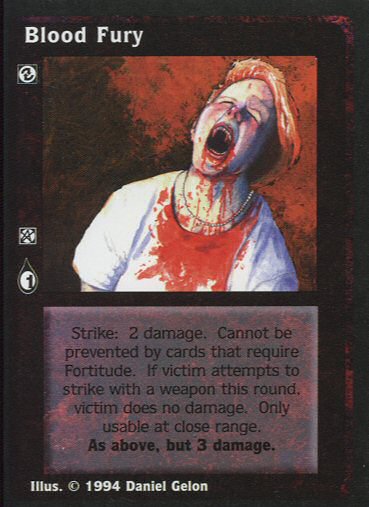 Blood Fury
1
Strike: 2 damage. Cannot be
prevented by cards that require
Fortitude. If victim attempts to
strike with a weapon this round,
victim does no damage. Only
usable at close range.
As above, but 3 damage.
Illus. © 1994 Daniel Gelon